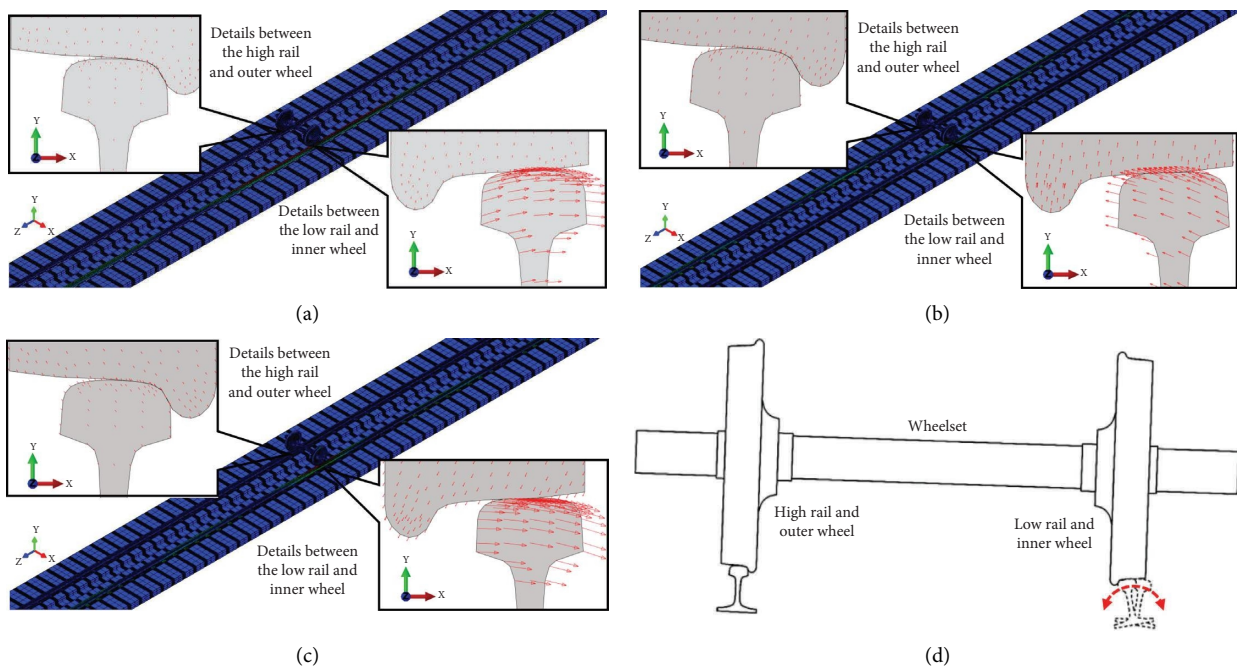 Details between
the high rail
and outer wheel
Y
X
Z
Y
Z
X
Details between
the low rail and
inner wheel
Y
X
Z
(a)
Details between
the high rail
and outer wheel
Y
X
Z
Y
Z
X
Details between
the low rail and
inner wheel
Y
X
Z
(b)
Details between
the high rail
and outer wheel
Y
X
Z
Y
Z
X
Details between
the low rail and
inner wheel
Y
X
Z
(c)
Wheelset
High rail and
outer wheel
Low rail and
inner wheel
(d)